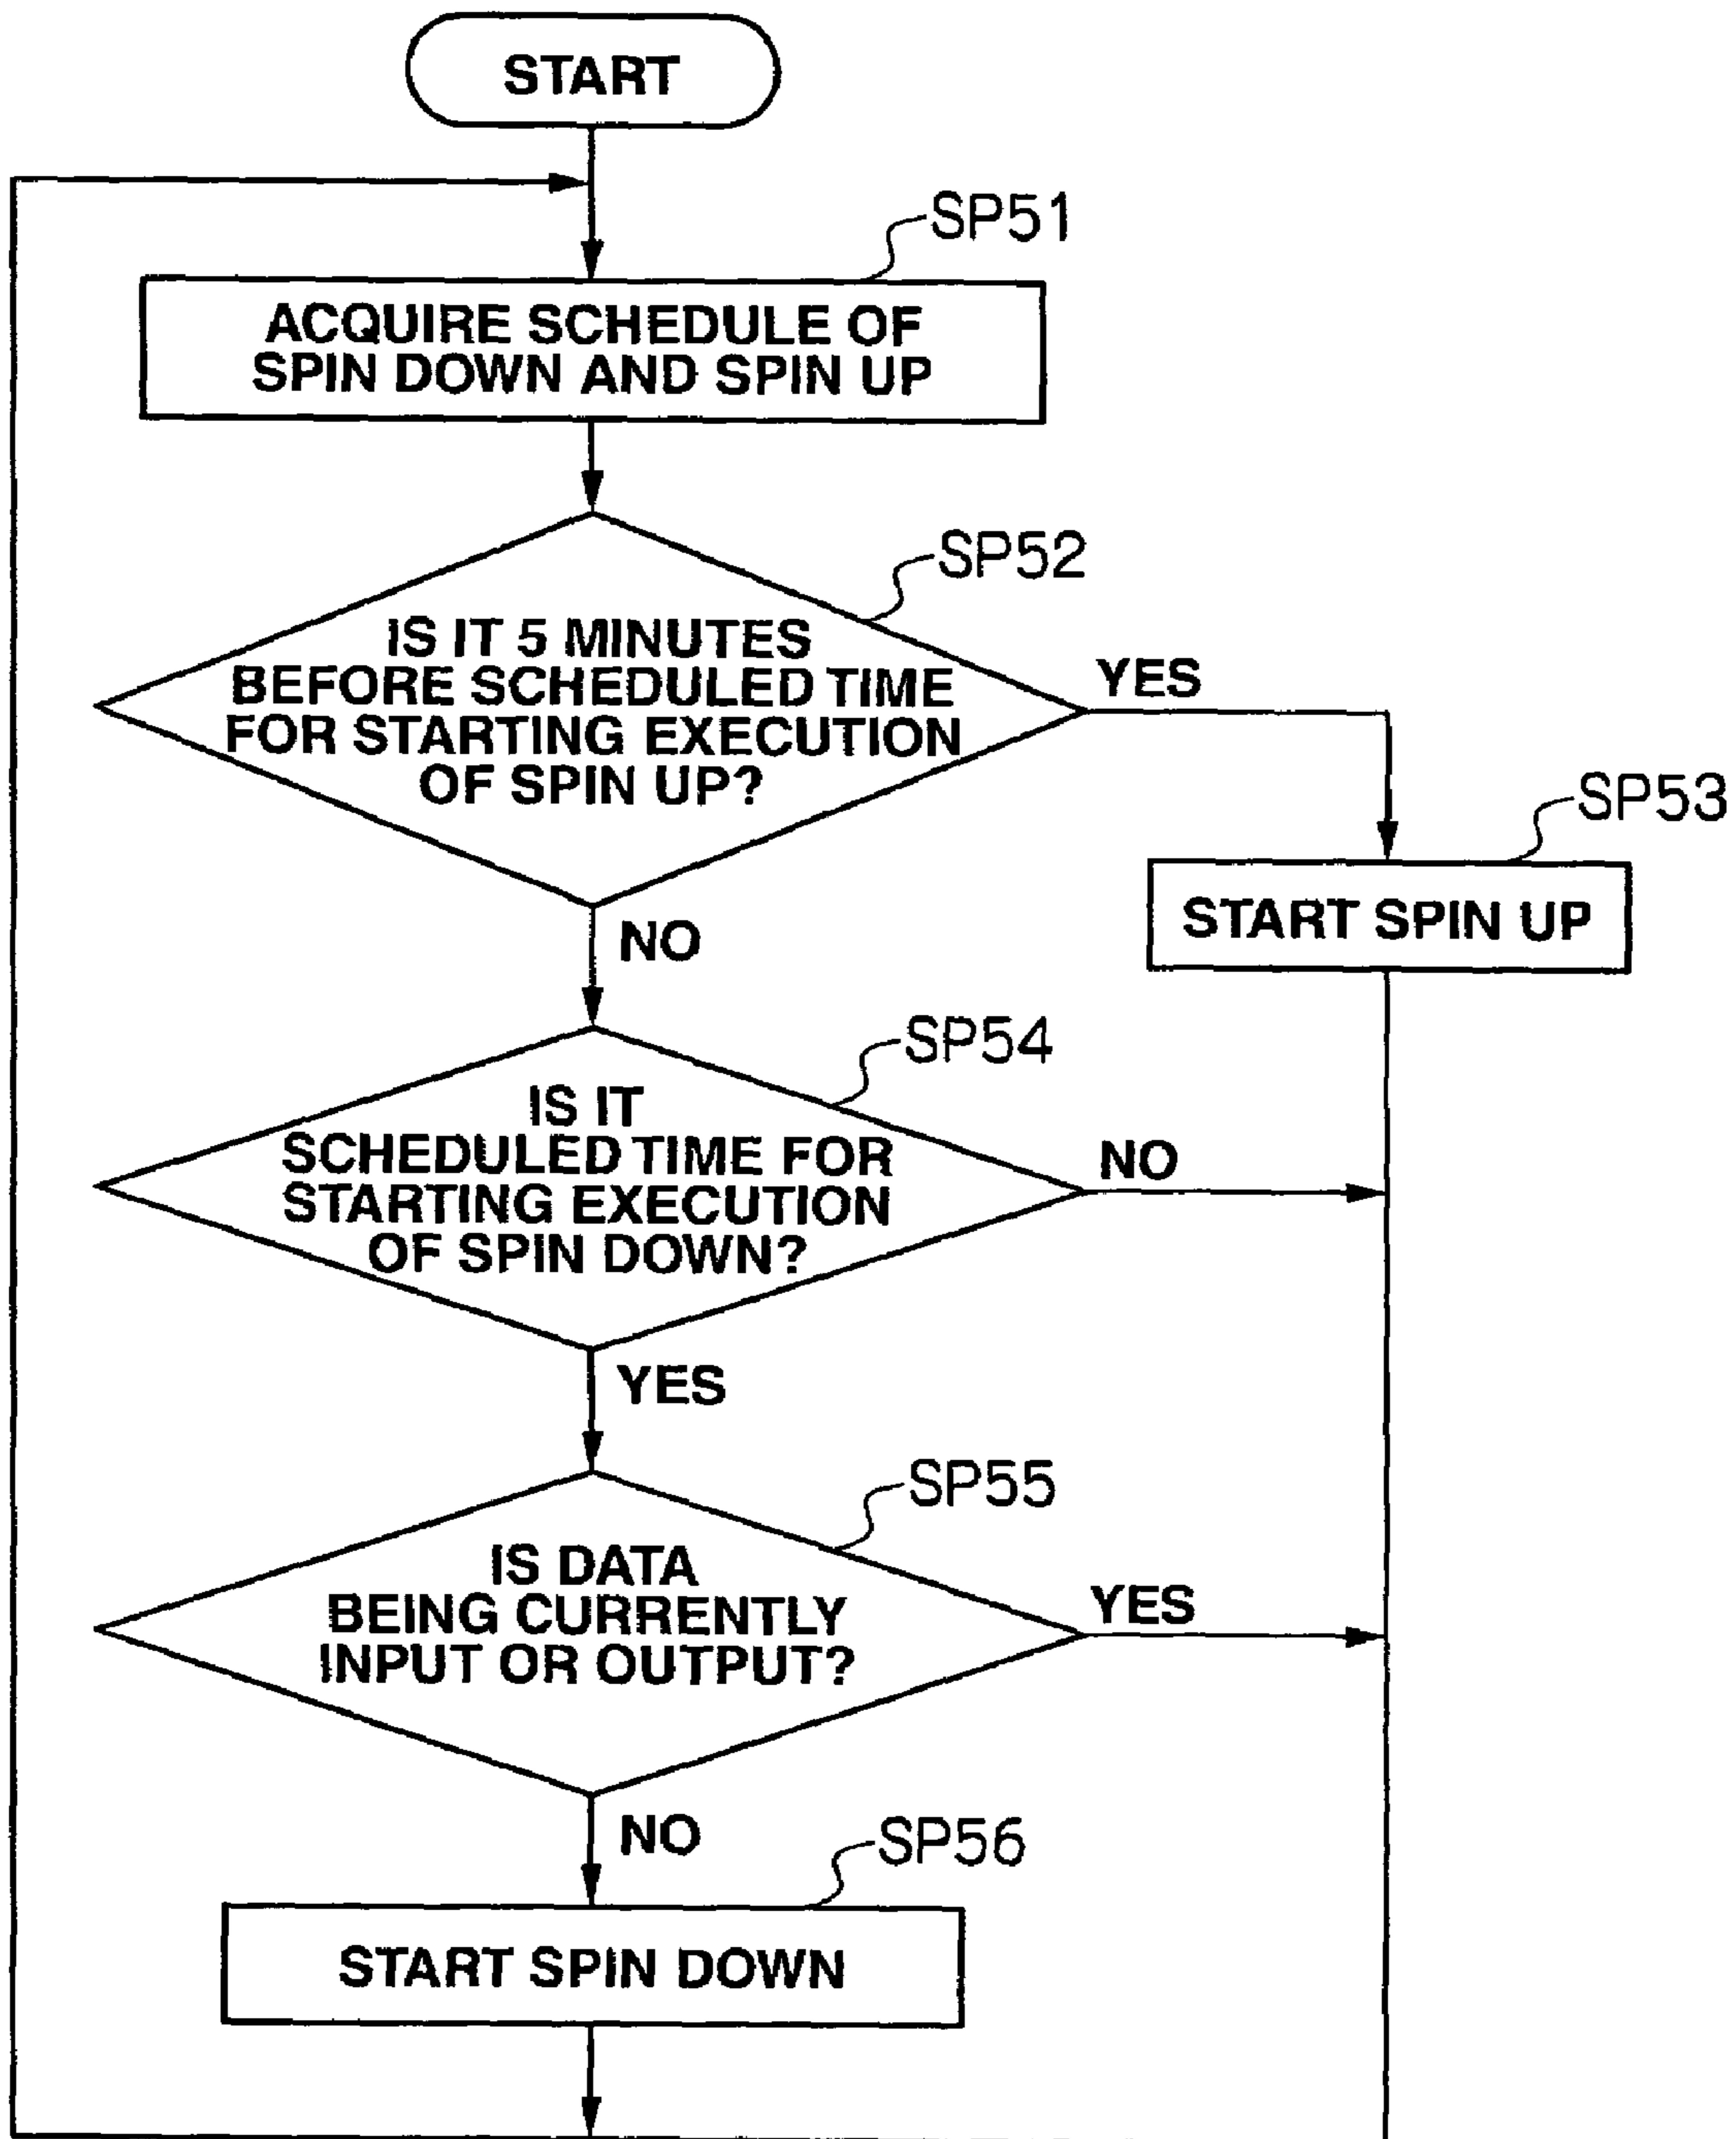 START
SP51
ACQUIRE SCHEDULE OF
SPIN DOWN AND SPIN UP
SP52
IS IT 5 MINUTES
BEFORE SCHEDULED TIME
FOR STARTING EXECUTION
OF SPIN UP?
YES
SP53
START SPIN UP
NO
SP54
IS IT
SCHEDULED TIME FOR
STARTING EXECUTION
OF SPIN DOWN?
NO
YES
SP55
IS DATA
BEING CURRENTLY
INPUT OR OUTPUT?
YES
NO
SP56
START SPIN DOWN